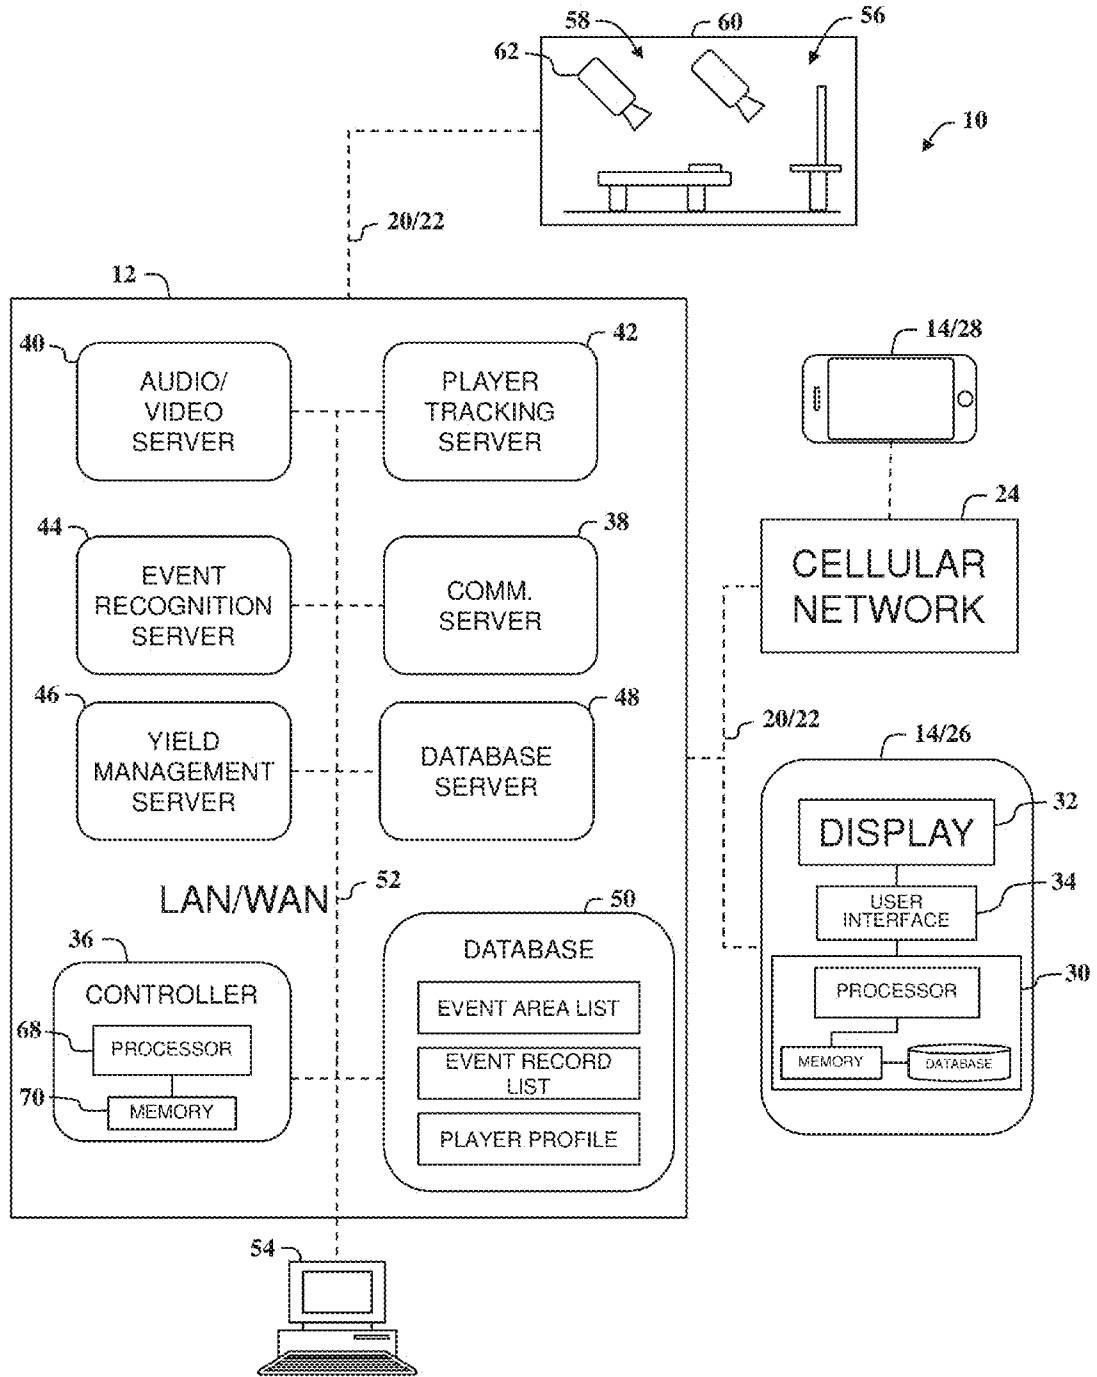 58
60
56
62
10
20/22
12
40
AUDIO/
VIDEO
SERVER
42
PLAYER
TRACKING
SERVER
14/28
44
EVENT
RECOGNITION
SERVER
38
COMM.
SERVER
24
CELLULAR
NETWORK
46
YIELD
MANAGEMENT
SERVER
48
DATABASE
SERVER
20/22
14/26
32
DISPLAY
34
USER
INTERFACE
30
PROCESSOR
MEMORY
DATABASE
LAN/WAN
52
36
CONTROLLER
68
PROCESSOR
70
MEMORY
50
DATABASE
EVENT AREA LIST
EVENT RECORD
LIST
PLAYER PROFILE
54